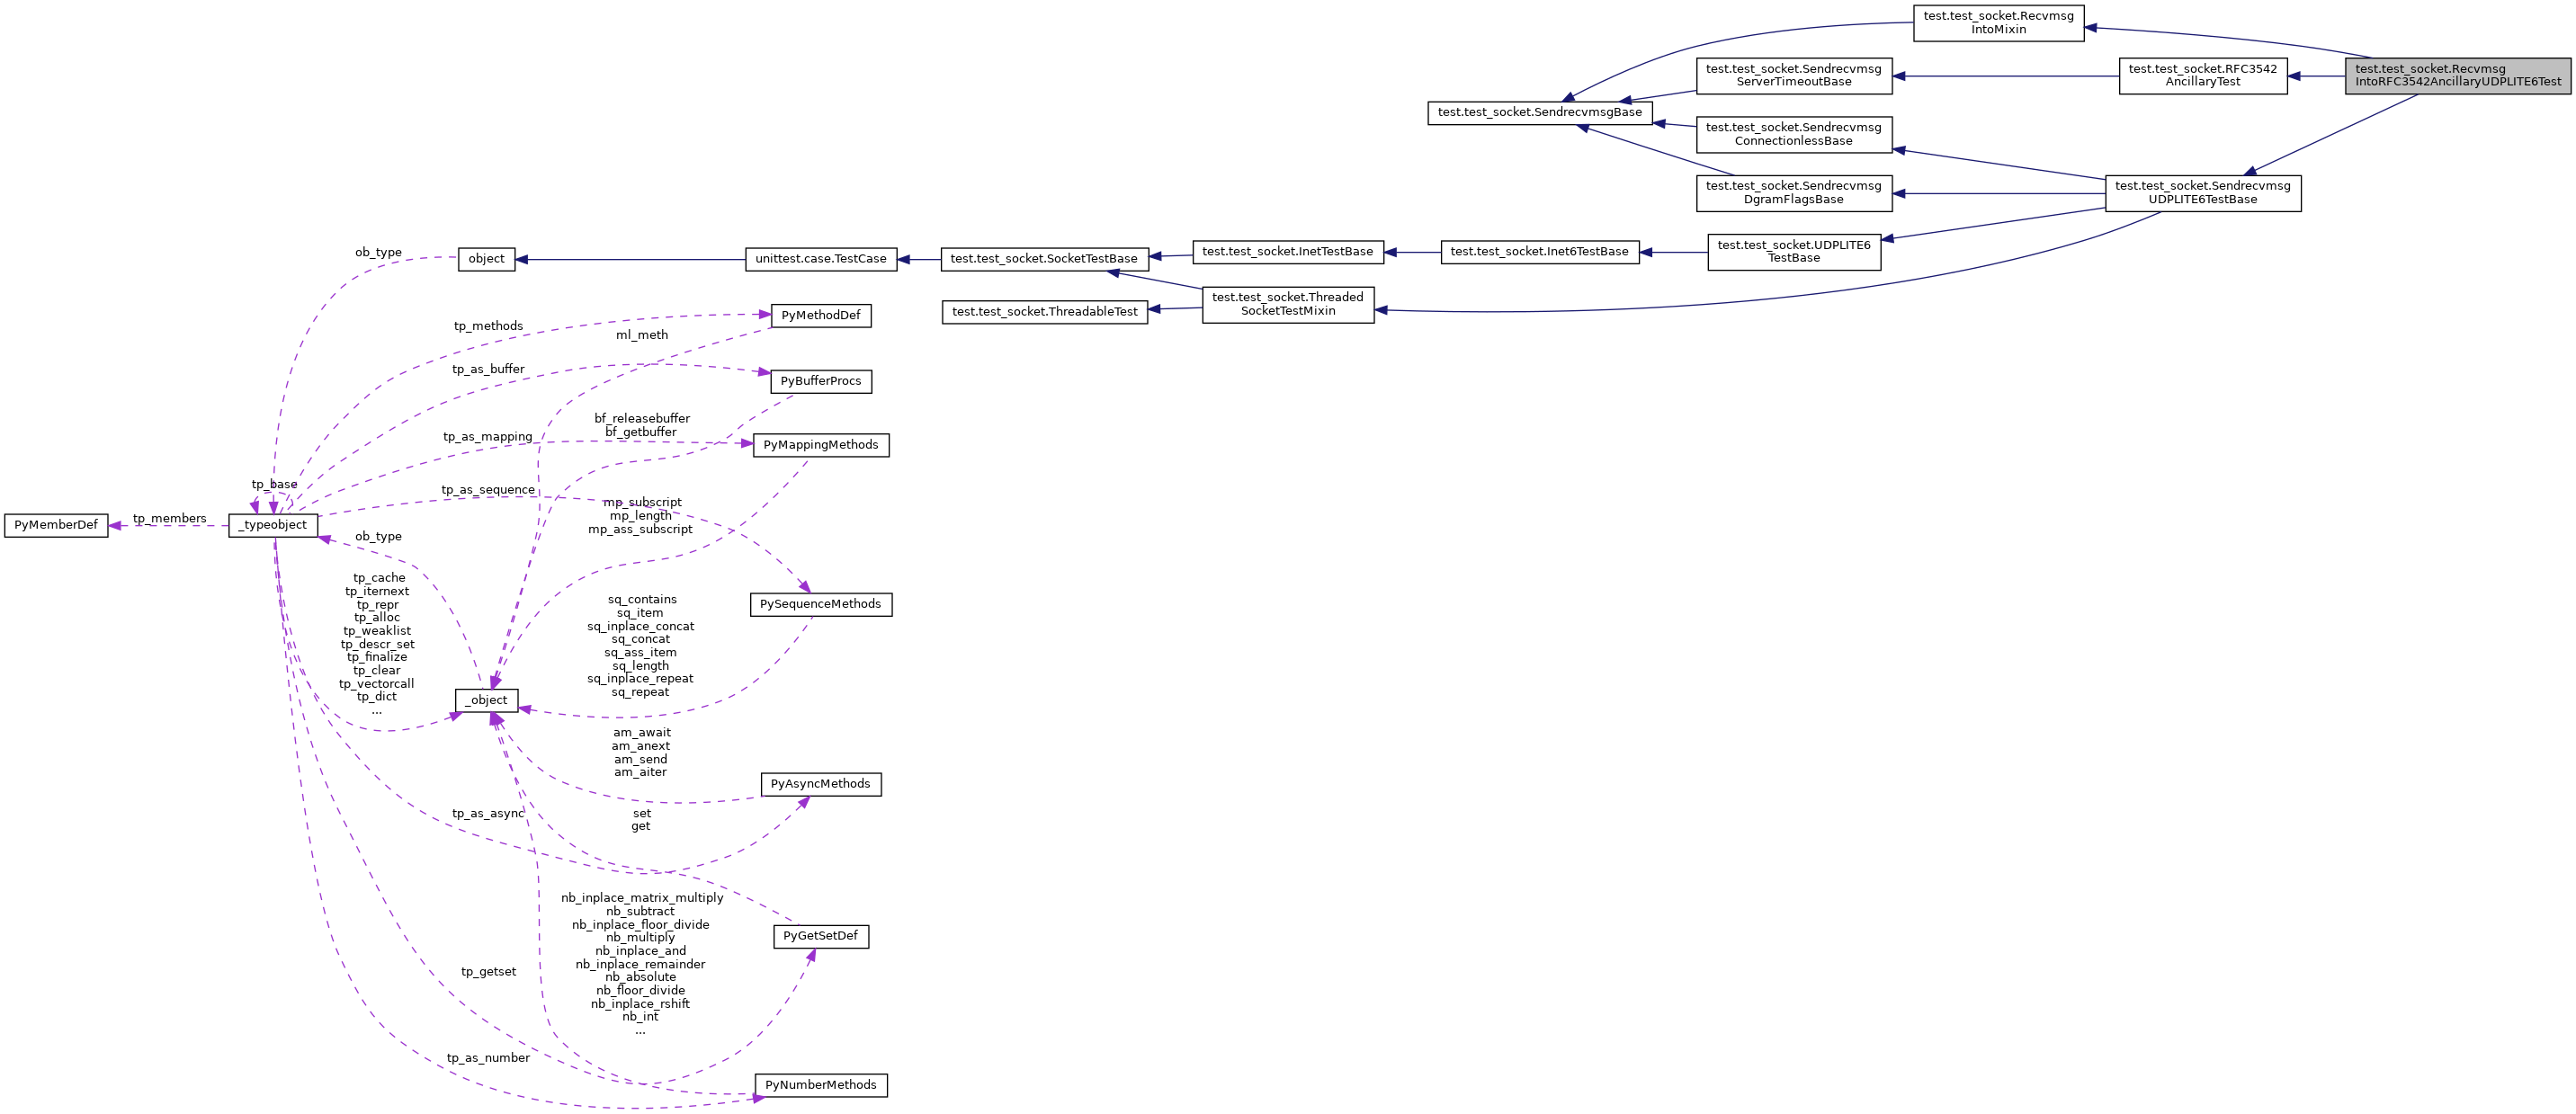 test.test_socket.Recvmsg
IntoMixin
test.test_socket.Sendrecvmsg
ServerTimeoutBase
test.test_socket.RFC3542
AncillaryTest
test.test_socket.Recvmsg
IntoRFC3542AncillaryUDPLITE6Test
test.test_socket.SendrecvmsgBase
test.test_socket.Sendrecvmsg
ConnectionlessBase
test.test_socket.Sendrecvmsg
DgramFlagsBase
test.test_socket.Sendrecvmsg
UDPLITE6TestBase
ob_type
object
unittest.case.TestCase
test.test_socket.SocketTestBase
test.test_socket.InetTestBase
test.test_socket.Inet6TestBase
test.test_socket.UDPLITE6
TestBase
test.test_socket.ThreadableTest
test.test_socket.Threaded
SocketTestMixin
tp_methods
PyMethodDef
ml_meth
tp_as_buffer
PyBufferProcs
bf_releasebuffer
bf_getbuffer
tp_as_mapping
PyMappingMethods
tp_base
tp_as_sequence
mp_subscript
mp_length
mp_ass_subscript
PyMemberDef
tp_members
_typeobject
ob_type
tp_cache
tp_iternext
tp_repr
tp_alloc
tp_weaklist
tp_descr_set
tp_finalize
tp_clear
tp_vectorcall
tp_dict
...
sq_contains
sq_item
sq_inplace_concat
sq_concat
sq_ass_item
sq_length
sq_inplace_repeat
sq_repeat
PySequenceMethods
_object
am_await
am_anext
am_send
am_aiter
PyAsyncMethods
tp_as_async
set
get
nb_inplace_matrix_multiply
nb_subtract
nb_inplace_floor_divide
nb_multiply
nb_inplace_and
nb_inplace_remainder
nb_absolute
nb_floor_divide
nb_inplace_rshift
nb_int
...
PyGetSetDef
tp_getset
tp_as_number
PyNumberMethods